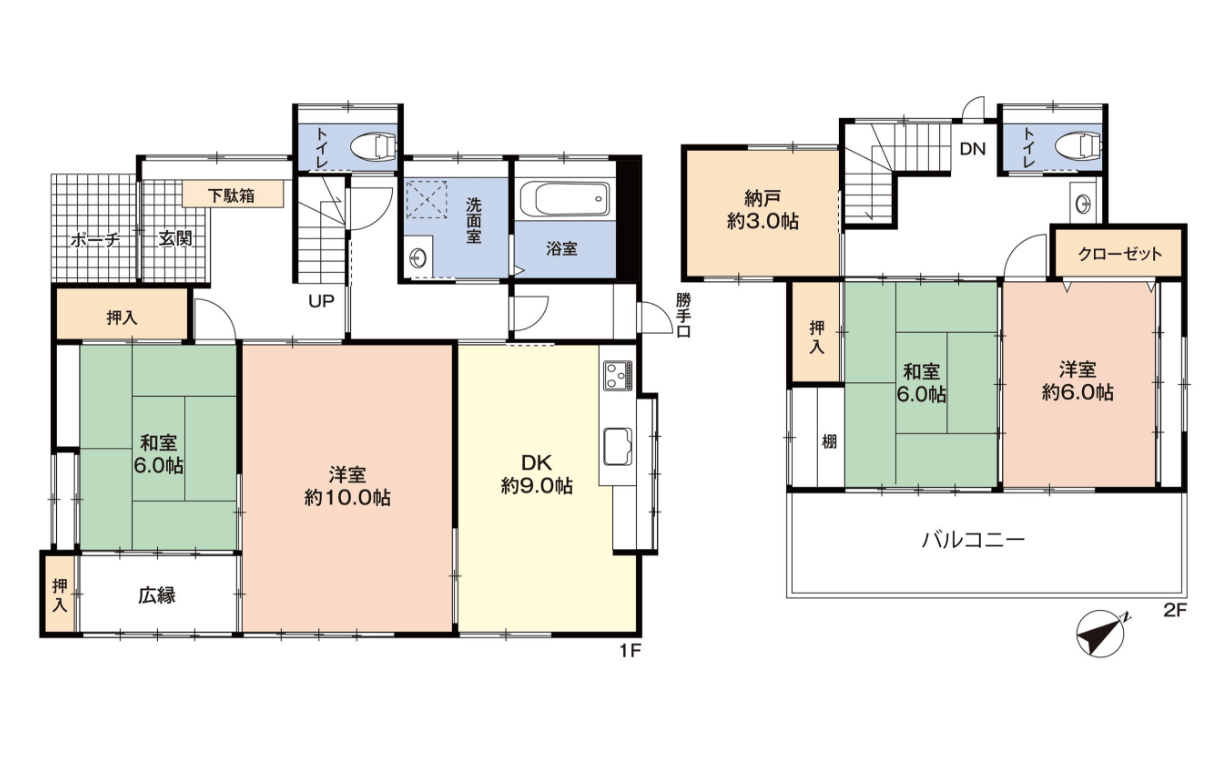 トイレ
下駄箱
ポーチ
玄関
洗面室
浴室
UP
押入
勝手口
和室
6.0帖
洋室
約10.0帖
DK
約9.0帖
押入
広縁
1F
トイレ
DN
納戸
約3.0帖
クローゼット
押入
和室
6.0帖
洋室
約6.0帖
棚
バルコニー
2F
N